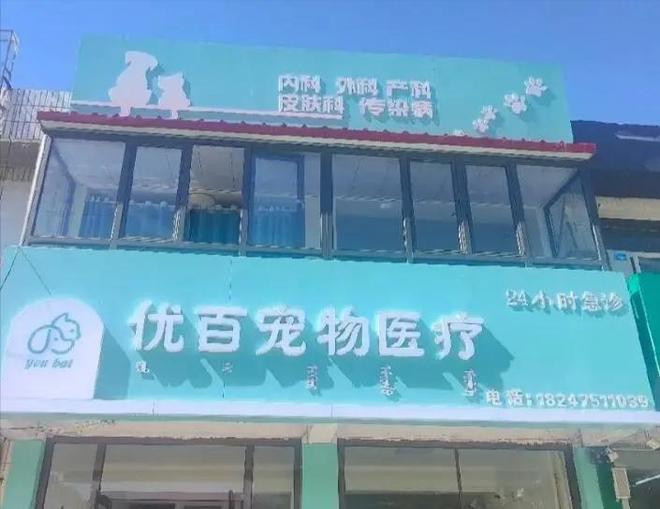 内科 外科 产科
皮肤科 传染病
24小时急诊
优百宠物医疗
you bai
电话:18247511039